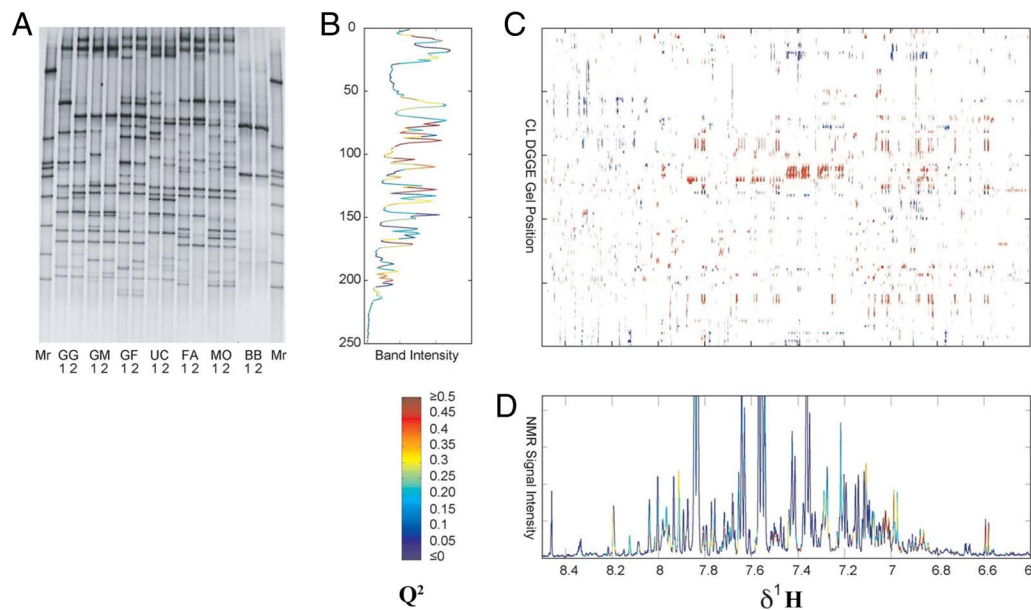 A
Mr GG GM GF UC FA MO BB Mr
1 2 1 2 1 2 1 2 1 2 1 2 1 2
B
0
50
100
150
200
250
Band Intensity
C
CL DGGE Gel Position
≥0.5
0.45
0.4
0.35
0.3
0.25
0.2
0.15
0.1
0.05
≤0
Q²
D
NMR Signal Intensity
8.4 8.2 8 7.8 7.6 7.4 7.2 7 6.8 6.6 6
δ¹H